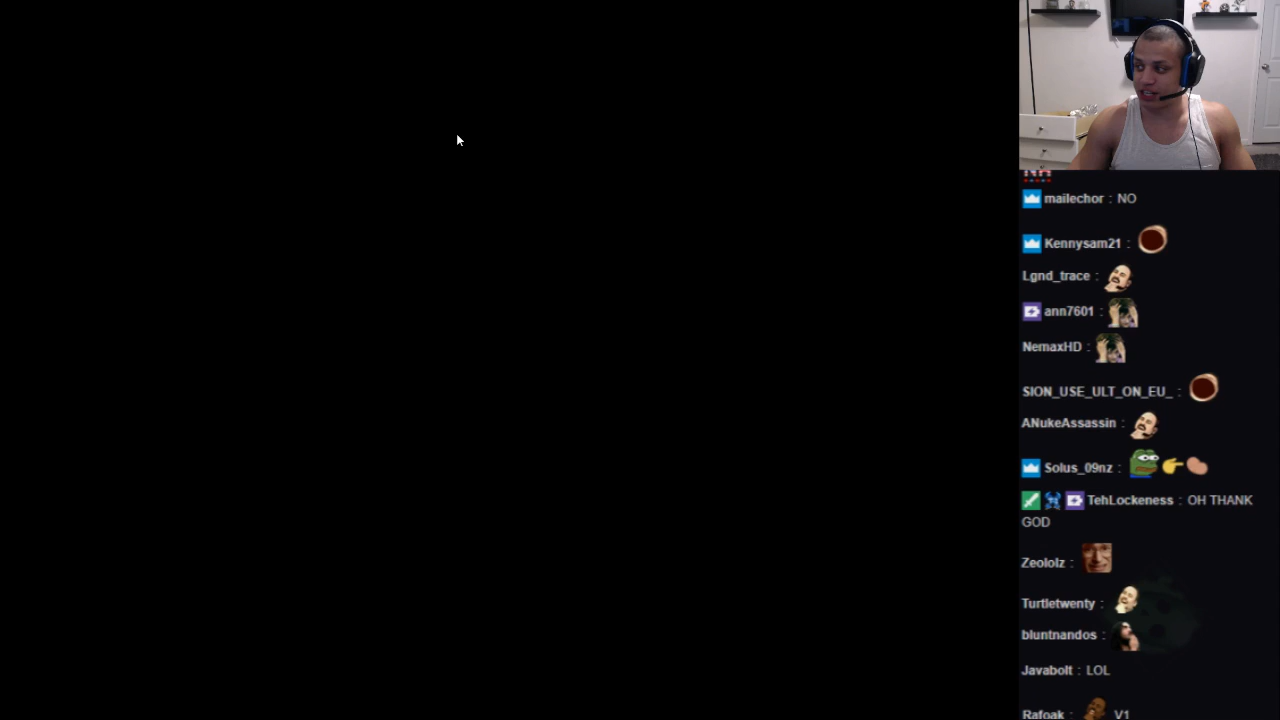 mailechor : NO
Kennysam21 :
Lgnd_trace :
ann7601 :
NemaxHD :
SION_USE_ULT_ON_EU_ :
ANukeAssassin :
Solus_09nz :
TehLockeness : OH THANK
GOD
Zeololz :
Turtletwenty :
bluntnandos :
Javabolt : LOL
Rafoak : V1